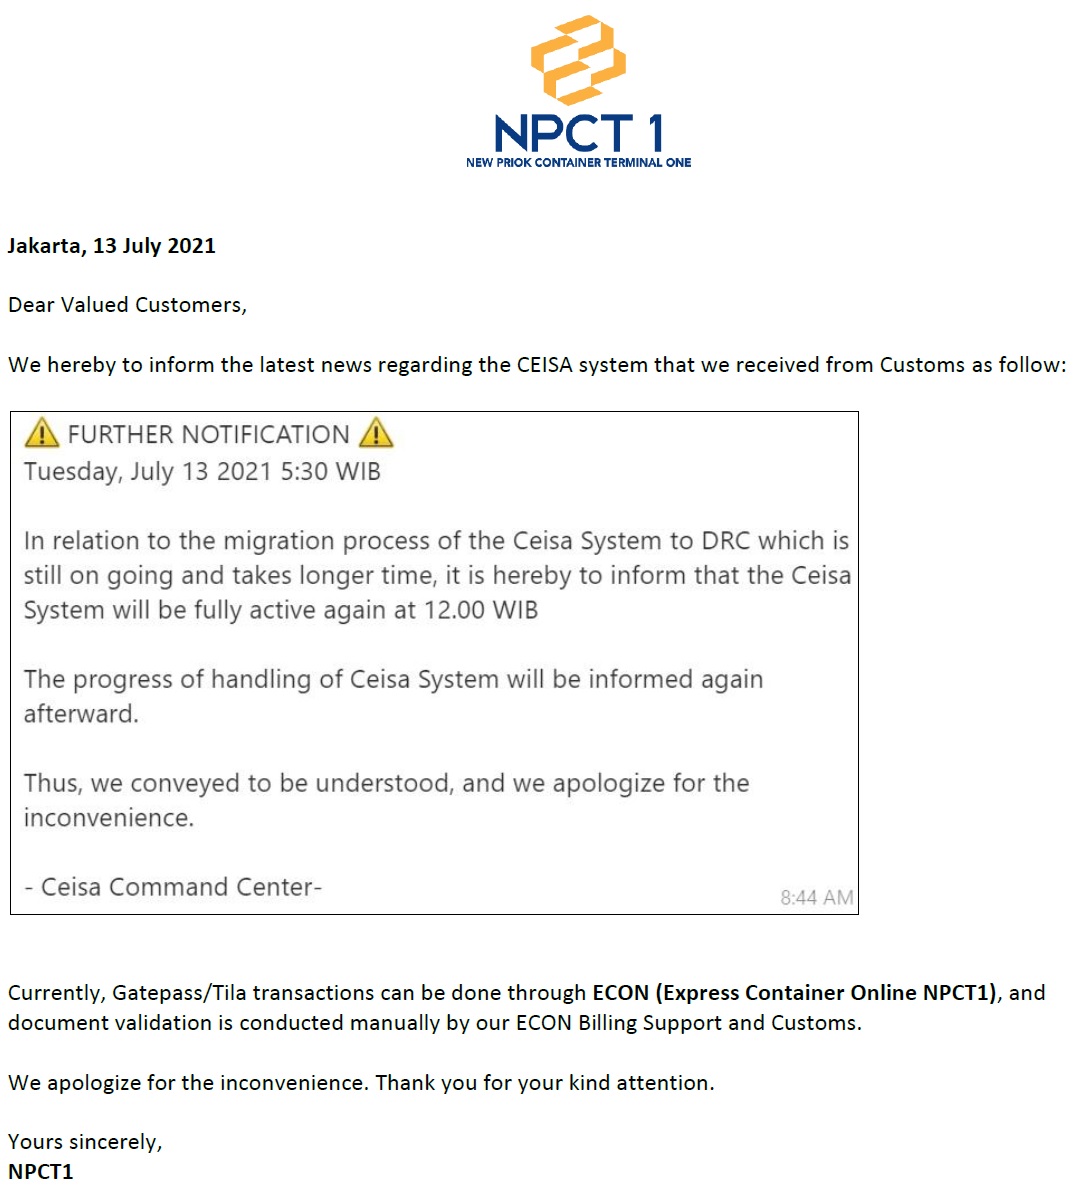 NPCT 1
NEW PRIOK CONTAINER TERMINAL ONE
Jakarta, 13 July 2021
Dear Valued Customers,
We hereby to inform the latest news regarding the CEISA system that we received from Customs as follow:
⚠ FURTHER NOTIFICATION ⚠
Tuesday, July 13 2021 5:30 WIB
In relation to the migration process of the Ceisa System to DRC which is
still on going and takes longer time, it is hereby to inform that the Ceisa
System will be fully active again at 12.00 WIB
The progress of handling of Ceisa System will be informed again
afterward.
Thus, we conveyed to be understood, and we apologize for the
inconvenience.
- Ceisa Command Center-
8:44 AM
Currently, Gatepass/Tila transactions can be done through ECON (Express Container Online NPCT1), and
document validation is conducted manually by our ECON Billing Support and Customs.
We apologize for the inconvenience. Thank you for your kind attention.
Yours sincerely,
NPCT1